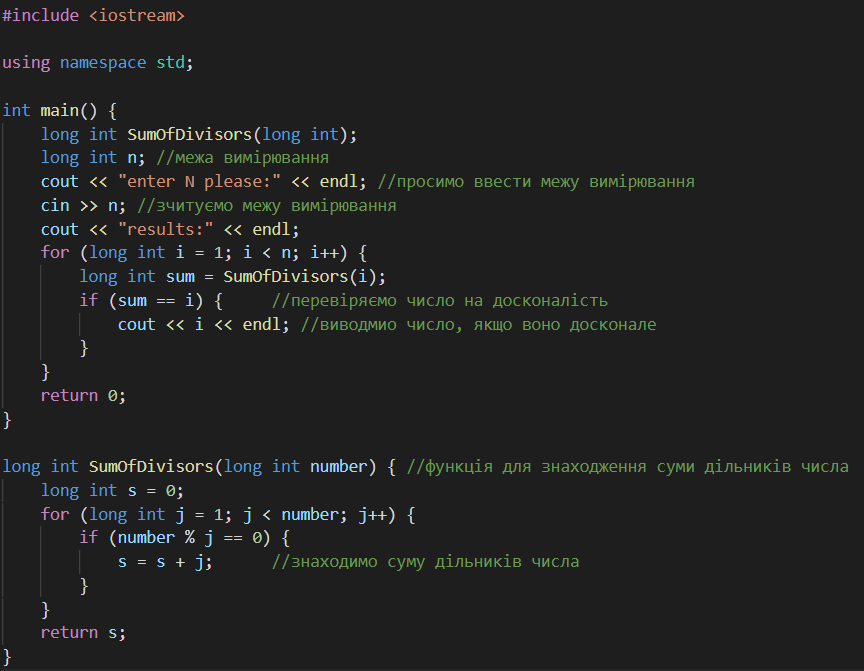 #include <iostream>
using namespace std;
int main() {
long int SumOfDivisors(long int);
long int n; //межа вимірювання
cout << "enter N please:" << endl; //просимо ввести межу вимірювання
cin >> n; //зчитуємо межу вимірювання
cout << "results:" << endl;
for (long int i = 1; i < n; i++) {
long int sum = SumOfDivisors(i);
if (sum == i) {     //перевіряємо число на досконалість
cout << i << endl; //виводмио число, якщо воно досконале
}
}
return 0;
}
long int SumOfDivisors(long int number) { //функція для знаходження суми дільників числа
long int s = 0;
for (long int j = 1; j < number; j++) {
if (number % j == 0) {
s = s + j;      //знаходимо суму дільників числа
}
}
return s;
}